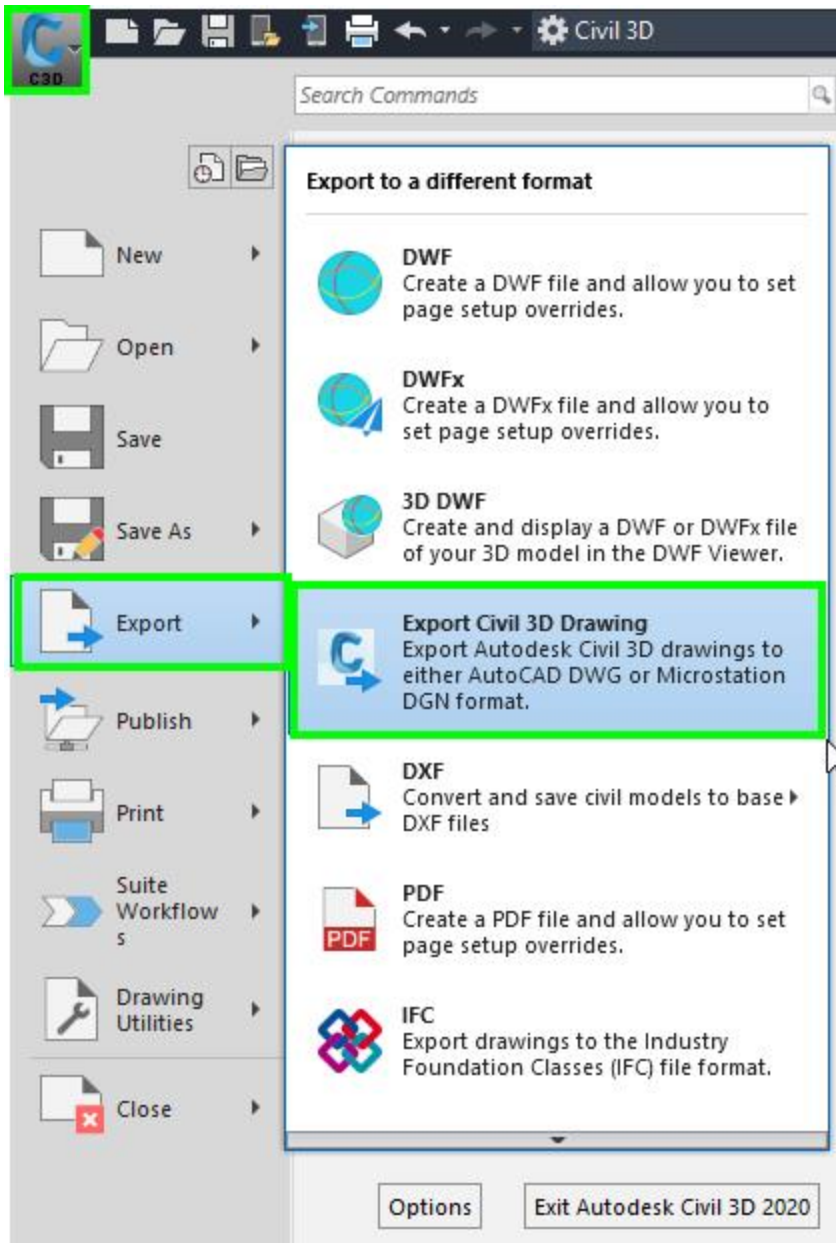 C3D
Civil 3D
Search Commands
Export to a different format
New
Open
Save
Save As
Export
Publish
Print
Suite
Workflow
s
Drawing
Utilities
Close
DWF
Create a DWF file and allow you to set
page setup overrides.
DWFx
Create a DWFx file and allow you to
set page setup overrides.
3D DWF
Create and display a DWF or DWFx file
of your 3D model in the DWF Viewer.
Export Civil 3D Drawing
Export Autodesk Civil 3D drawings to
either AutoCAD DWG or Microstation
DGN format.
DXF
Convert and save civil models to base
DXF files
PDF
PDF
Create a PDF file and allow you to set
page setup overrides.
IFC
Export drawings to the Industry
Foundation Classes (IFC) file format.
Options
Exit Autodesk Civil 3D 2020